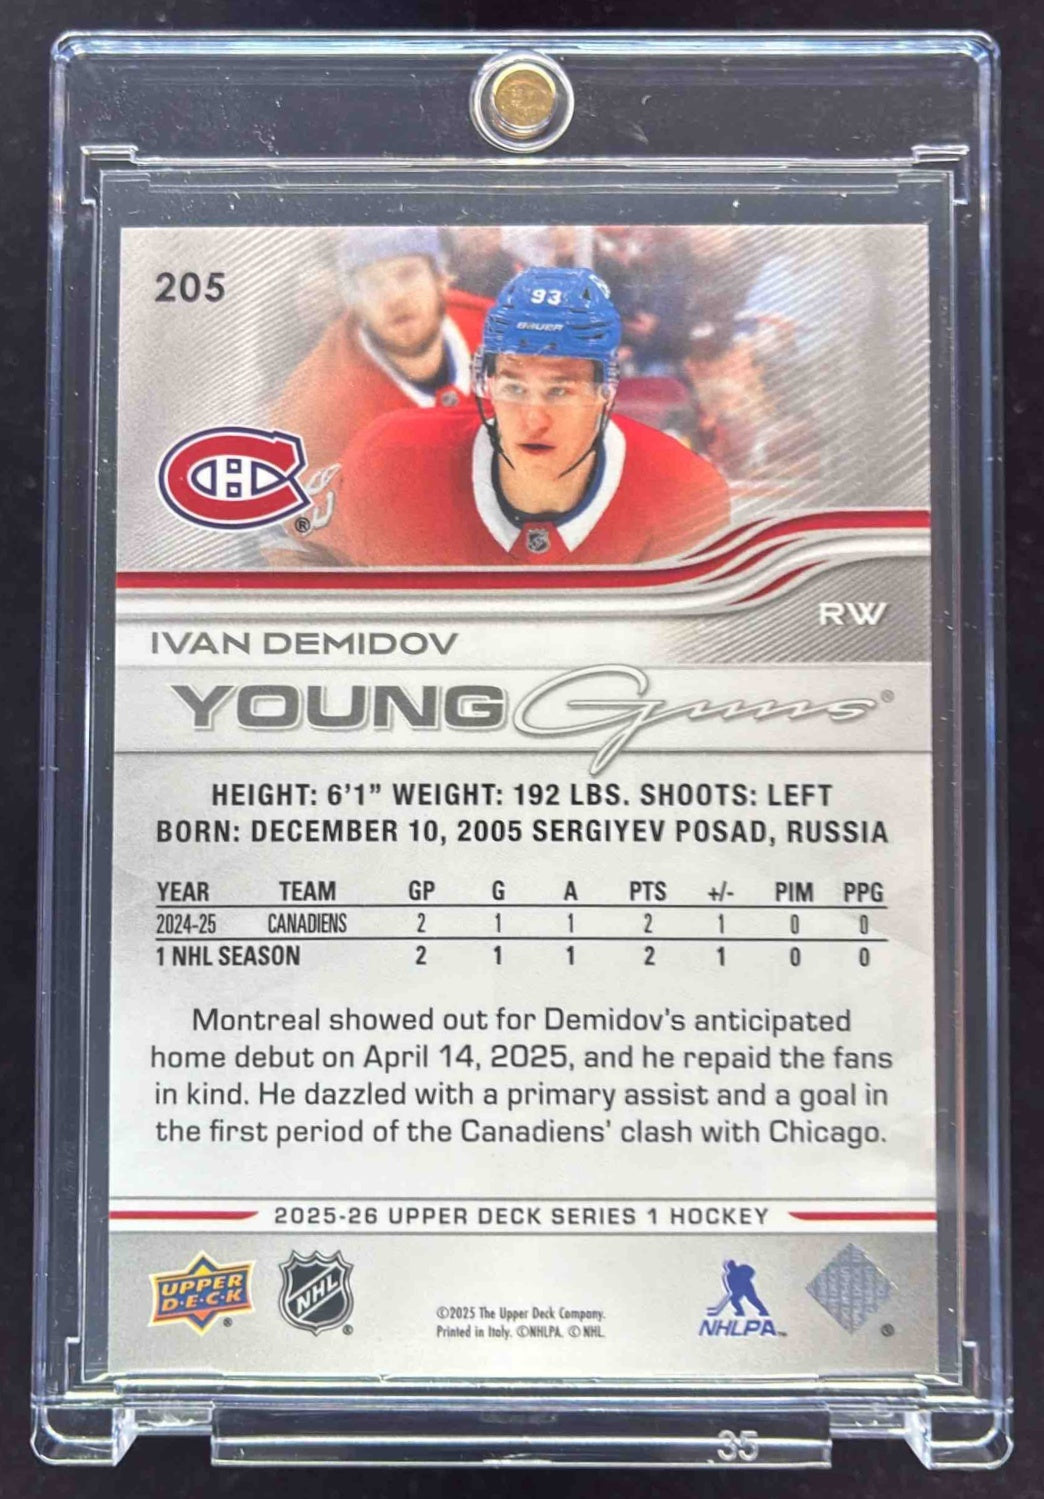 205
93
BAUER
®
RW
IVAN DEMIDOV
YOUNG Guns®
HEIGHT: 6'1" WEIGHT: 192 LBS. SHOOTS: LEFT
BORN: DECEMBER 10, 2005 SERGIYEV POSAD, RUSSIA
YEAR TEAM GP G A PTS +/- PIM PPG
2024-25 CANADIENS 2 1 1 2 1 0 0
1 NHL SEASON 2 1 1 2 1 0 0
Montreal showed out for Demidov's anticipated
home debut on April 14, 2025, and he repaid the fans
in kind. He dazzled with a primary assist and a goal in
the first period of the Canadiens' clash with Chicago.
2025-26 UPPER DECK SERIES 1 HOCKEY
UPPER
D•E•C•K®
NHL®
©2025 The Upper Deck Company.
Printed in Italy. ©NHLPA. © NHL.
NHLPA™
35